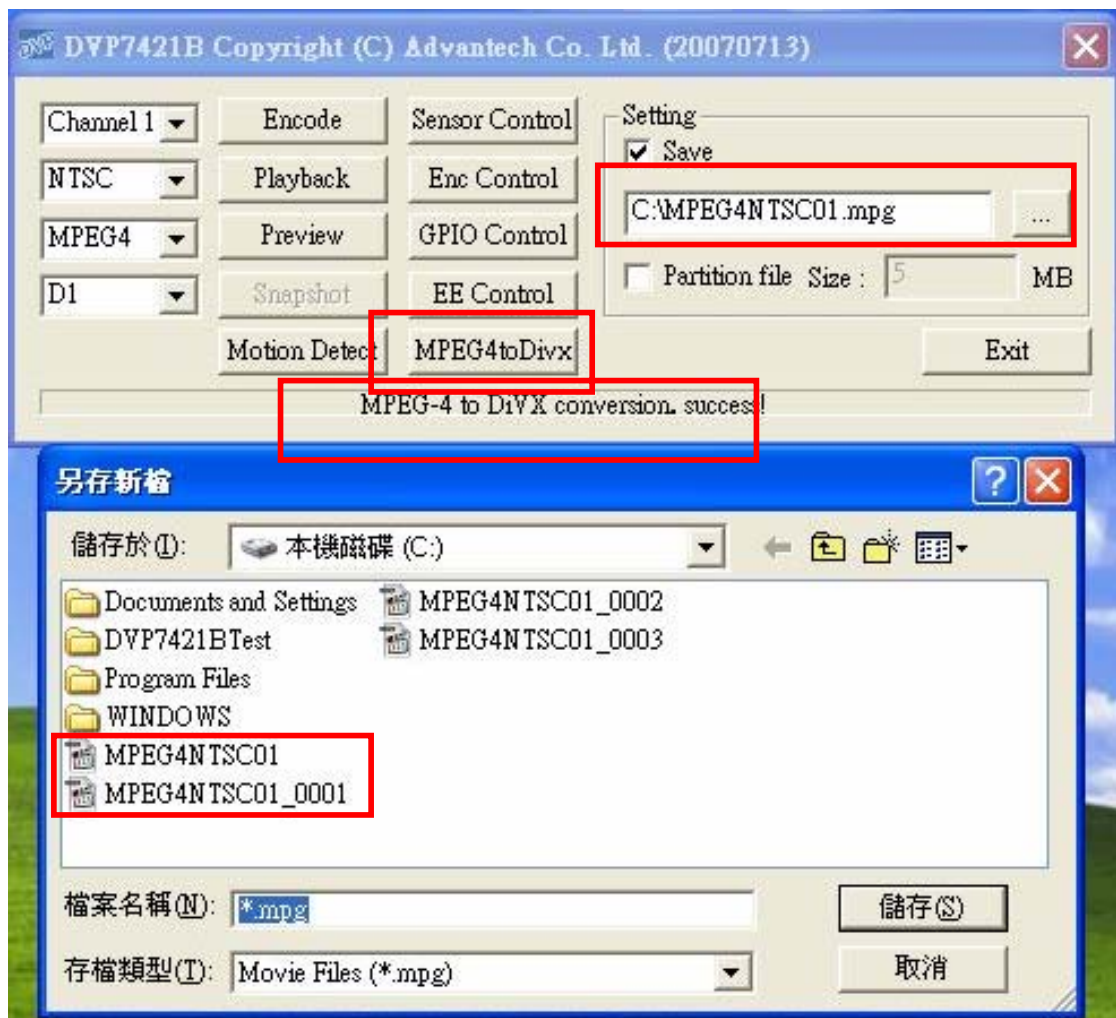 DVP7421B Copyright (C) Advantech Co. Ltd. (20070713)
Channel 1 Encode Sensor Control Setting
Save
NTSC Playback Enc Control
C:\MPEG4NTSC01.mpg ...
MPEG4 Preview GPIO Control
Partition file Size : 5 MB
D1 Snapshot EE Control
Motion Detect MPEG4toDivx Exit
MPEG-4 to DiVX conversion. success!
另存新檔
儲存於(I): 本機磁碟 (C:)
Documents and Settings MPEG4NTSC01_0002
DVP7421BTest MPEG4NTSC01_0003
Program Files
WINDOWS
MPEG4NTSC01
MPEG4NTSC01_0001
檔案名稱(N): *.mpg 儲存(S)
存檔類型(T): Movie Files (*.mpg) 取消